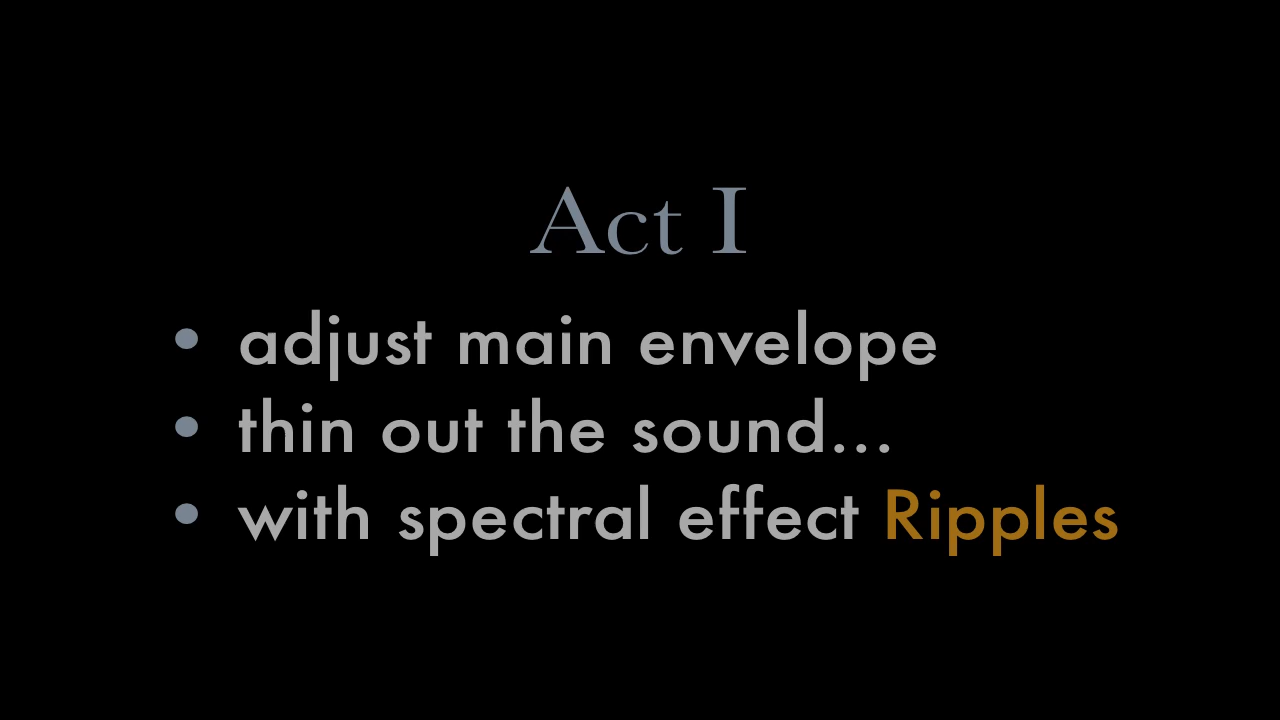 Act I
• adjust main envelope
• thin out the sound...
• with spectral effect Ripples